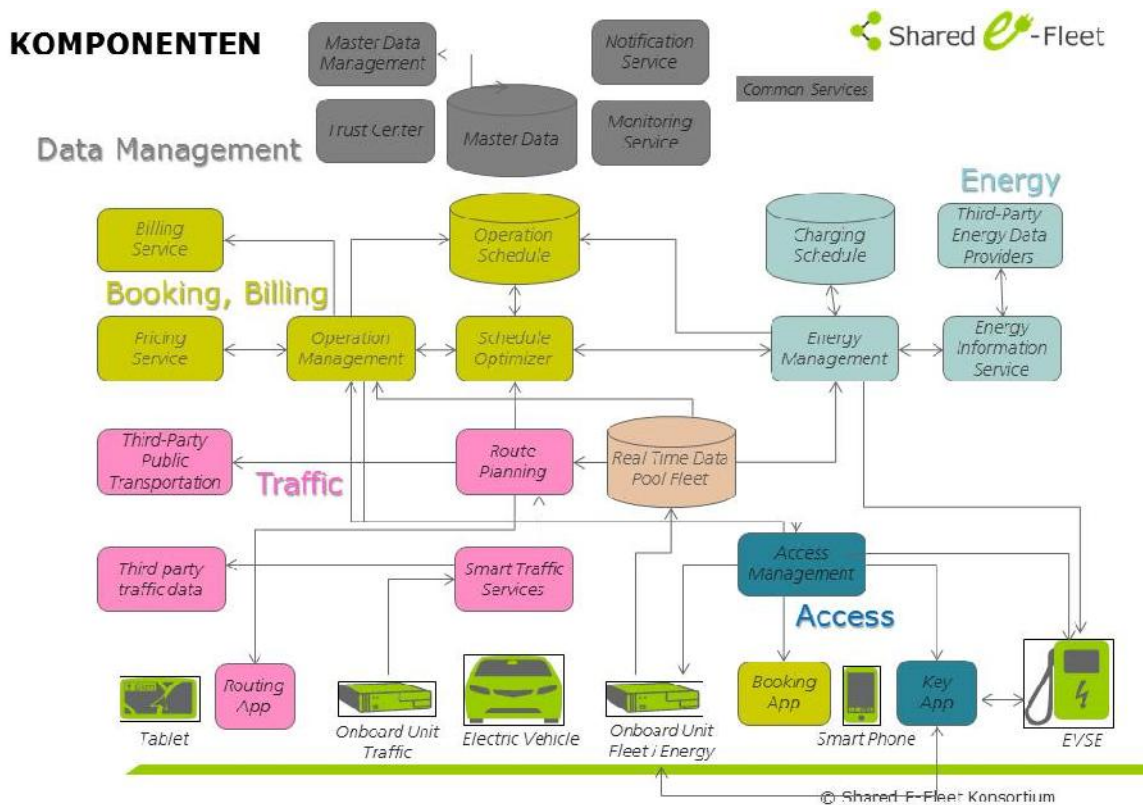 KOMPONENTEN
Shared e-Fleet
Master Data
Management
Notification
Service
Common Services
Trust Center
Master Data
Monitoring
Service
Data Management
Energy
Billing
Service
Operation
Schedule
Charging
Schedule
Third-Party
Energy Data
Providers
Booking, Billing
Pricing
Service
Operation
Management
Schedule
Optimizer
Energy
Management
Energy
Information
Service
Third-Party
Public
Transportation
Traffic
Route
Planning
Real Time Data
Pool Fleet
Third party
traffic data
Smart Traffic
Services
Access
Management
Access
Routing
App
Booking
App
Key
App
Tablet
Onboard Unit
Traffic
Electric Vehicle
Onboard Unit
Fleet / Energy
Smart Phone
EVSE
© Shared E-Fleet Konsortium